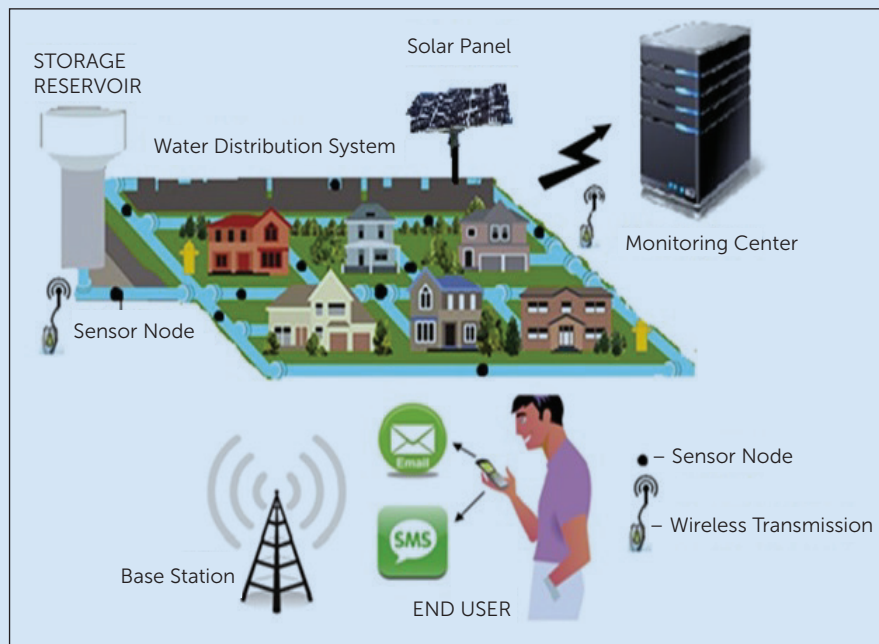 STORAGE
RESERVOIR
Solar Panel
Water Distribution System
Monitoring Center
Sensor Node
Email
SMS
– Sensor Node
– Wireless Transmission
Base Station
END USER